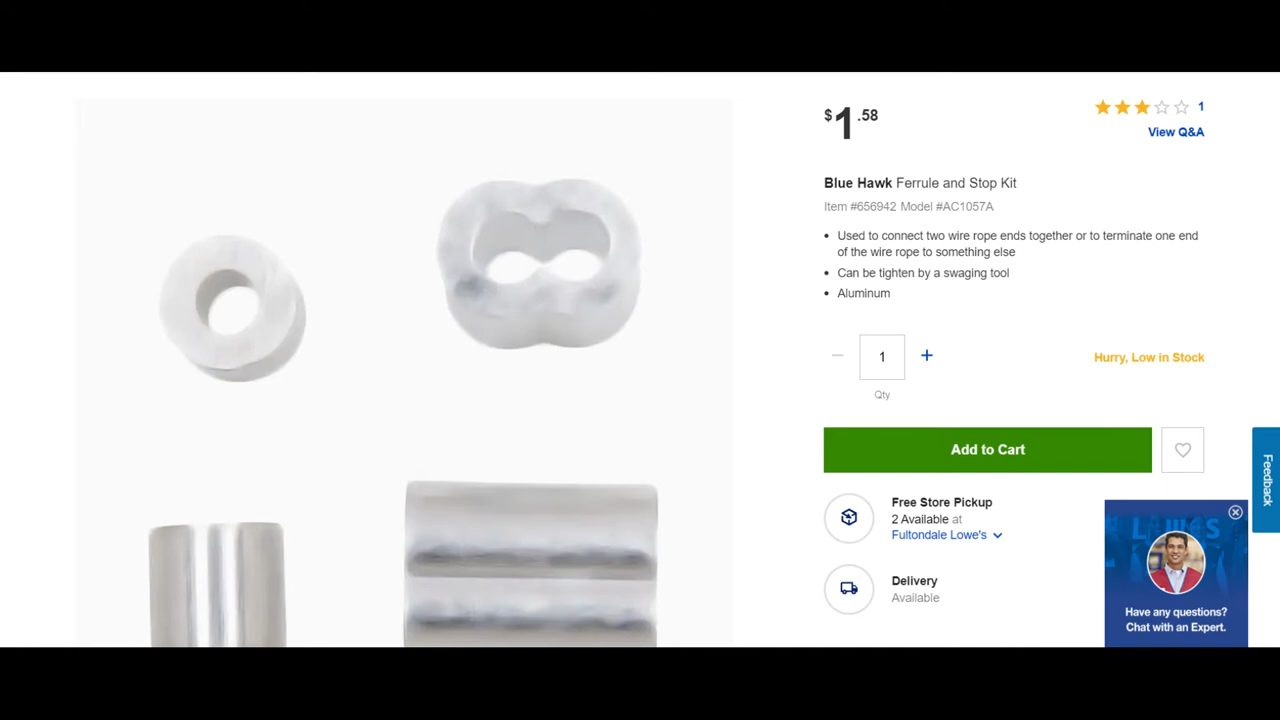 $1.58
1
View Q&A
Blue Hawk Ferrule and Stop Kit
Item #656942 Model #AC1057A
Used to connect two wire rope ends together or to terminate one end
of the wire rope to something else
Can be tighten by a swaging tool
Aluminum
1
Qty
Hurry, Low in Stock
Add to Cart
Free Store Pickup
2 Available at
Fultondale Lowe's
Delivery
Available
Feedback
LOWE'S
Have any questions?
Chat with an Expert.